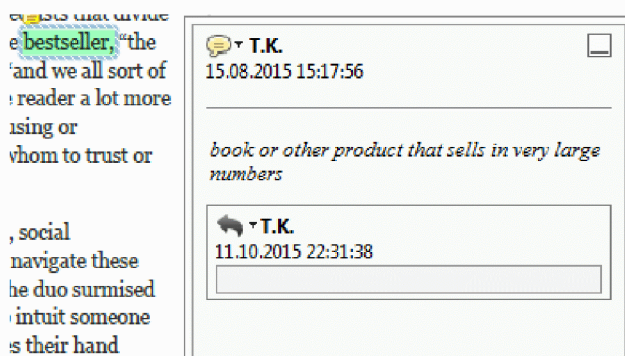 that divide
e bestseller, “the
‘and we all sort of
reader a lot more
using or
whom to trust or
, social
navigate these
he duo surmised
intuit someone
s their hand
T.K.
15.08.2015 15:17:56
book or other product that sells in very large
numbers
T.K.
11.10.2015 22:31:38